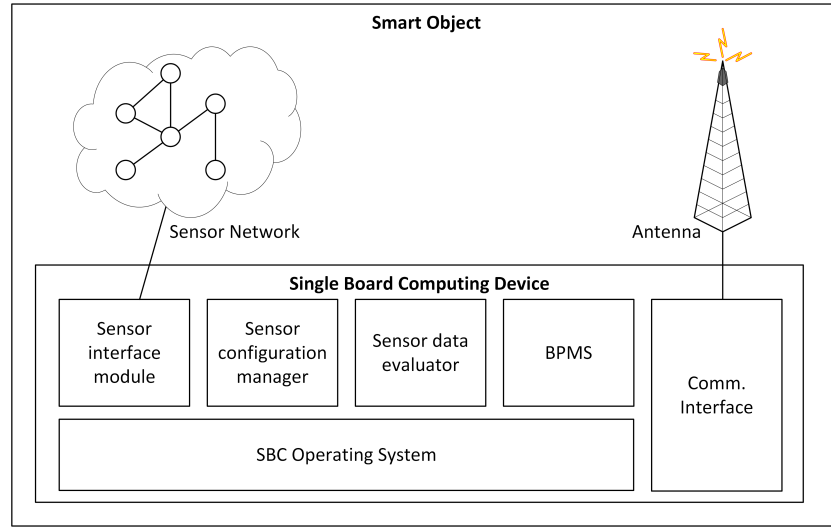 Smart Object
Sensor Network
Antenna
Single Board Computing Device
Sensor
interface
module
Sensor
configuration
manager
Sensor data
evaluator
BPMS
Comm.
Interface
SBC Operating System